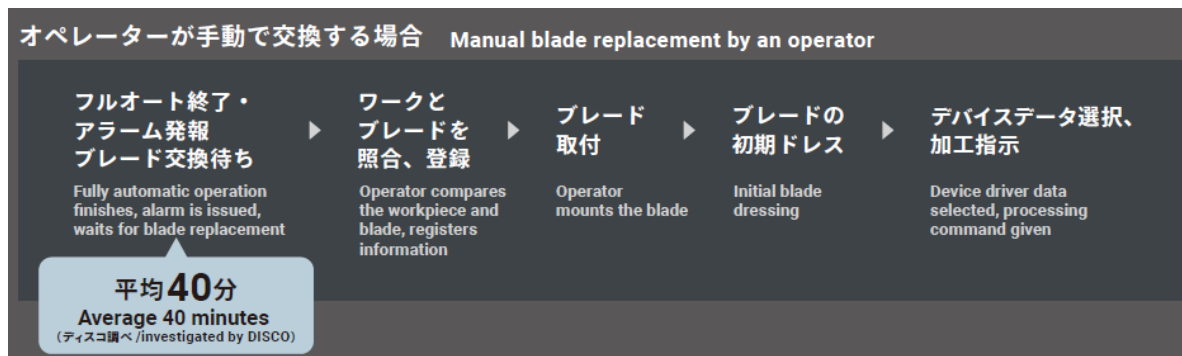 オペレーターが手動で交換する場合 Manual blade replacement by an operator
フルオート終了・
アラーム発報
ブレード交換待ち
Fully automatic operation
finishes, alarm is issued,
waits for blade replacement
ワークと
ブレードを
照合、登録
Operator compares
the workpiece and
blade, registers
information
ブレード
取付
Operator
mounts the blade
ブレードの
初期ドレス
Initial blade
dressing
デバイスデータ選択、
加工指示
Device driver data
selected, processing
command given
平均40分
Average 40 minutes
(ディスコ調べ/investigated by DISCO)